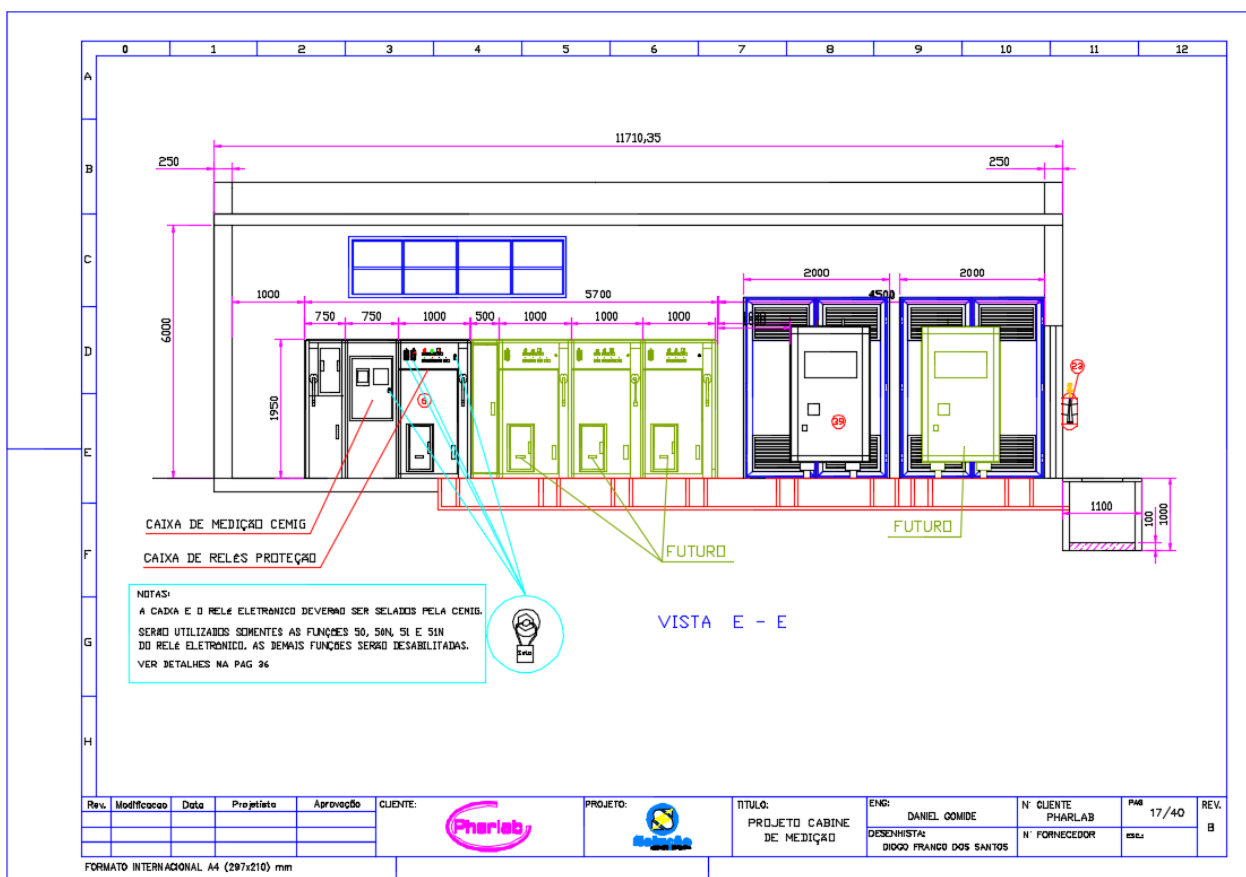 0 1 2 3 4 5 6 7 8 9 10 11 12
A
B
C
D
E
F
G
H
11710,35
250
250
6000
1000
5700
2000
2000
4500
750
750
1000
500
1000
1000
1000
1950
6
39
23
1100
100
1000
CAIXA DE MEDIÇÃO CEMIG
CAIXA DE RELÉS PROTEÇÃO
FUTURO
FUTURO
NOTAS:
A CAIXA E O RELÉ ELETRONICO DEVERÃO SER SELADOS PELA CEMIG.
SERÃO UTILIZADOS SOMENTES AS FUNÇÕES 50, 50N, 51 E 51N
DO RELÉ ELETRONICO, AS DEMAIS FUNÇÕES SERÃO DESABILITADAS.
VER DETALHES NA PAG 36
Selo
VISTA E - E
Rev. Modificacao Data Projetista Aprovação
CLIENTE:
Pharlab
PROJETO:
TITULO:
PROJETO CABINE
DE MEDIÇÃO
ENG:
DANIEL GOMIDE
DESENHISTA:
DIOGO FRANCO DOS SANTOS
N° CLIENTE
PHARLAB
N° FORNECEDOR
PAG
17/40
ESC.:
REV.
B
FORMATO INTERNACIONAL A4 (297x210) mm